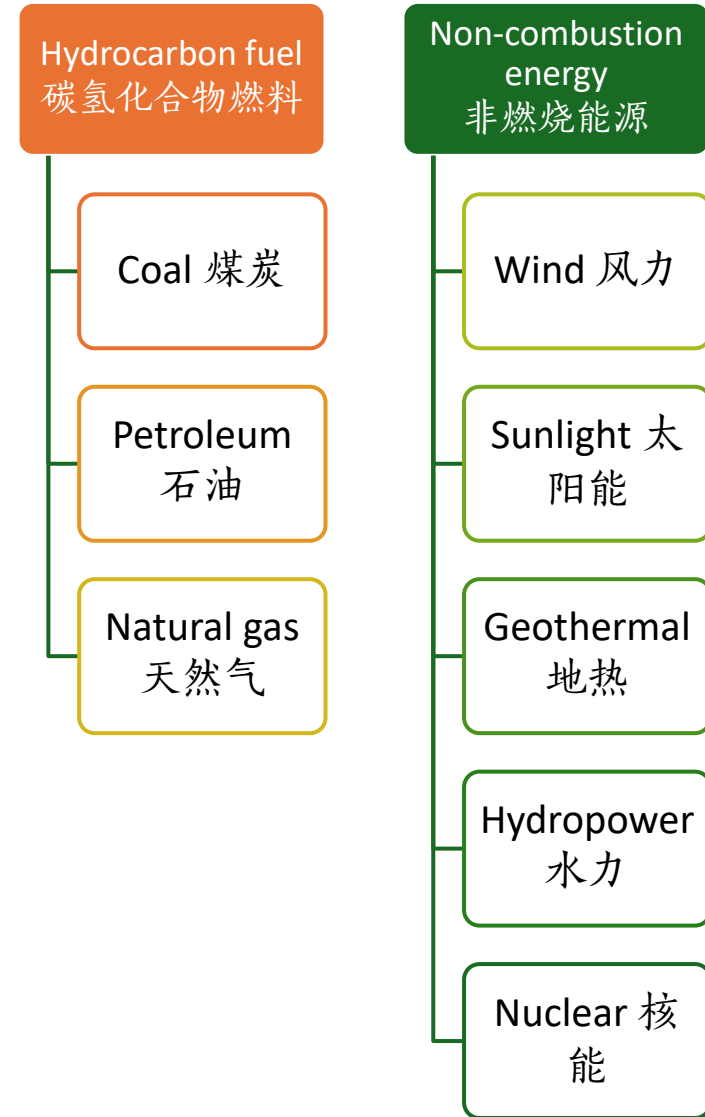 Hydrocarbon fuel
碳氢化合物燃料
Coal 煤炭
Petroleum
石油
Natural gas
天然气
Non-combustion
energy
非燃烧能源
Wind 风力
Sunlight 太
阳能
Geothermal
地热
Hydropower
水力
Nuclear 核
能